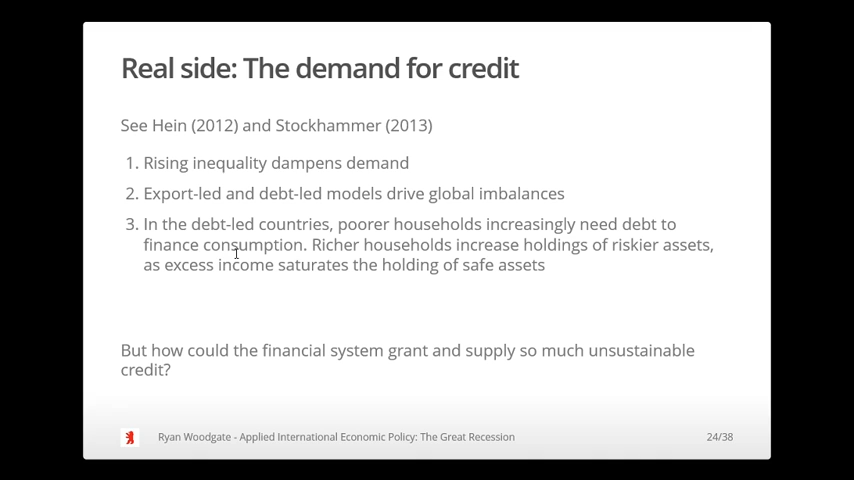 Real side: The demand for credit
See Hein (2012) and Stockhammer (2013)
1. Rising inequality dampens demand
2. Export-led and debt-led models drive global imbalances
3. In the debt-led countries, poorer households increasingly need debt to
finance consumption. Richer households increase holdings of riskier assets,
as excess income saturates the holding of safe assets
But how could the financial system grant and supply so much unsustainable
credit?
Ryan Woodgate - Applied International Economic Policy: The Great Recession
24/38